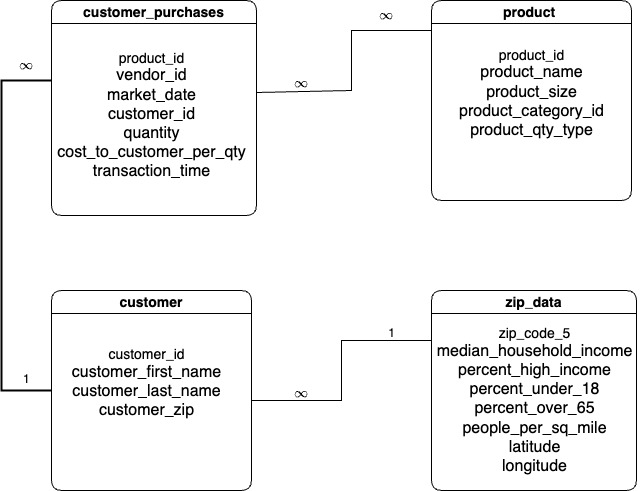 customer_purchases
product_id
vendor_id
market_date
customer_id
quantity
cost_to_customer_per_qty
transaction_time
∞
∞
∞
product
product_id
product_name
product_size
product_category_id
product_qty_type
customer
customer_id
customer_first_name
customer_last_name
customer_zip
1
∞
1
zip_data
zip_code_5
median_household_income
percent_high_income
percent_under_18
percent_over_65
people_per_sq_mile
latitude
longitude